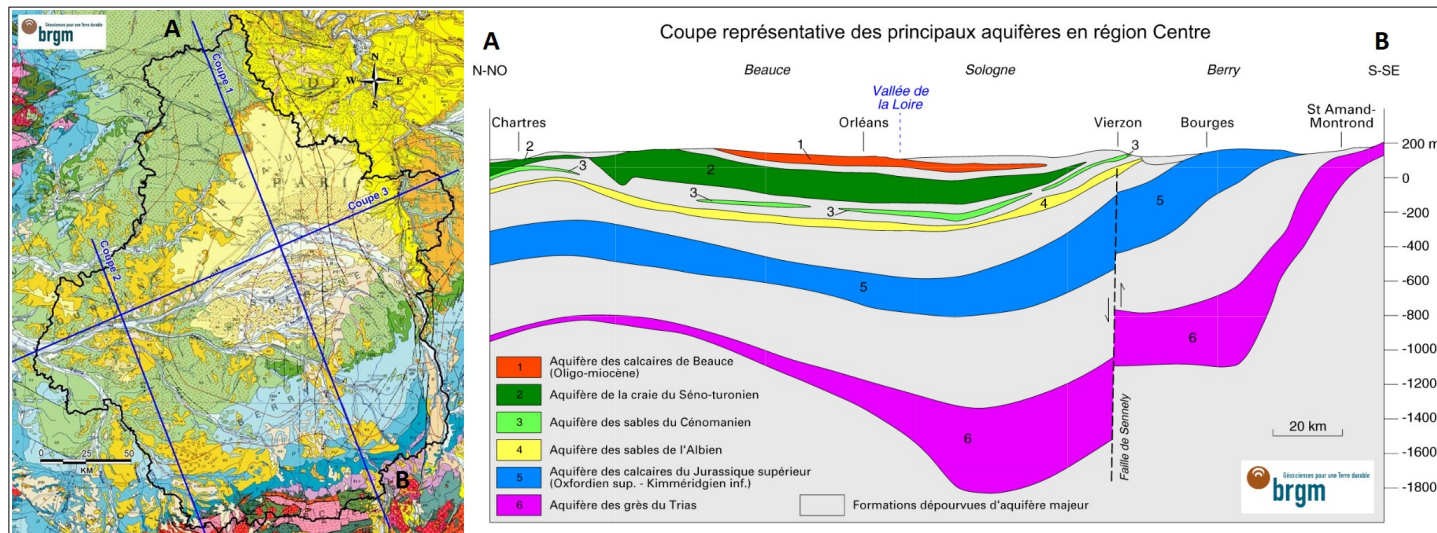 Géosciences pour une Terre durable
brgm
A
Coupe 1
N
W
E
S
Coupe 3
Coupe 2
0 25 50
KM
B
Coupe représentative des principaux aquifères en région Centre
A
B
N-NO
Beauce
Sologne
Berry
S-SE
Vallée de
la Loire
Chartres
Orléans
Vierzon
Bourges
St Amand-
Montrond
2
3
1
2
3
3
3
4
5
5
6
6
200 m
0
-200
-400
-600
-800
-1000
-1200
-1400
-1600
-1800
Faille de Sennely
20 km
1 Aquifère des calcaires de Beauce
(Oligo-miocène)
2 Aquifère de la craie du Séno-turonien
3 Aquifère des sables du Cénomanien
4 Aquifère des sables de l'Albien
5 Aquifère des calcaires du Jurassique supérieur
(Oxfordien sup. - Kimméridgien inf.)
6 Aquifère des grès du Trias
Formations dépourvues d'aquifère majeur
Géosciences pour une Terre durable
brgm